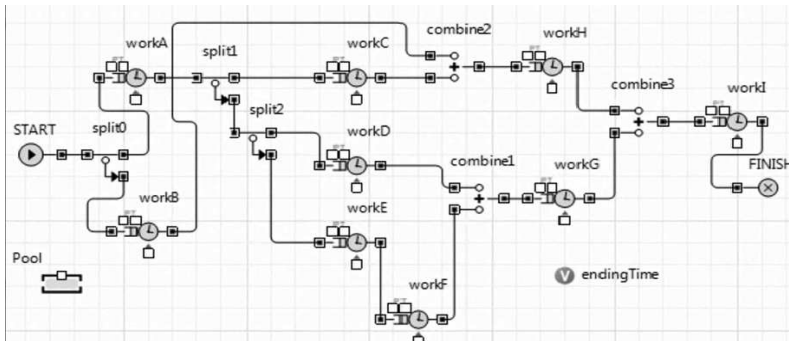 combine2
workA
split1
workC
workH
combine3
workI
START
split0
split2
workD
combine1
workG
FINISH
workB
workE
Pool
V endingTime
workF